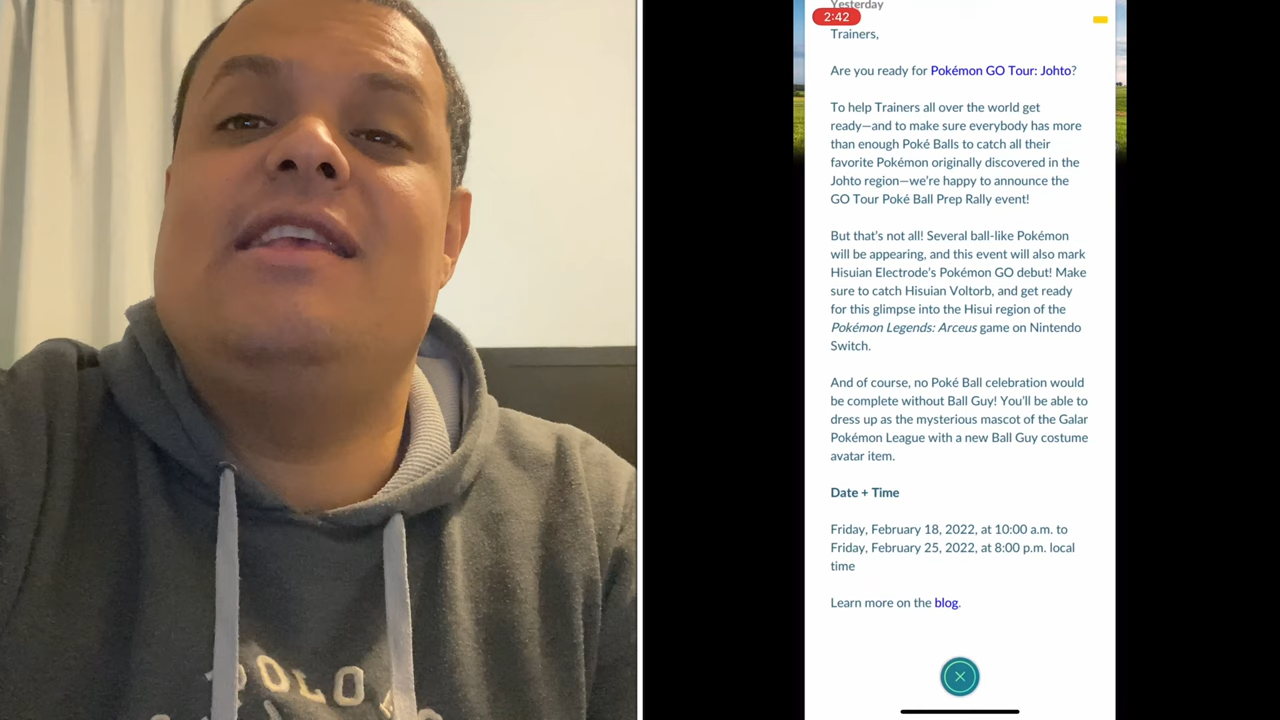 Yesterday
2:42
Trainers,
Are you ready for Pokémon GO Tour: Johto?
To help Trainers all over the world get
ready—and to make sure everybody has more
than enough Poké Balls to catch all their
favorite Pokémon originally discovered in the
Johto region—we're happy to announce the
GO Tour Poké Ball Prep Rally event!
But that's not all! Several ball-like Pokémon
will be appearing, and this event will also mark
Hisuian Electrode's Pokémon GO debut! Make
sure to catch Hisuian Voltorb, and get ready
for this glimpse into the Hisui region of the
Pokémon Legends: Arceus game on Nintendo
Switch.
And of course, no Poké Ball celebration would
be complete without Ball Guy! You'll be able to
dress up as the mysterious mascot of the Galar
Pokémon League with a new Ball Guy costume
avatar item.
Date + Time
Friday, February 18, 2022, at 10:00 a.m. to
Friday, February 25, 2022, at 8:00 p.m. local
time
Learn more on the blog.